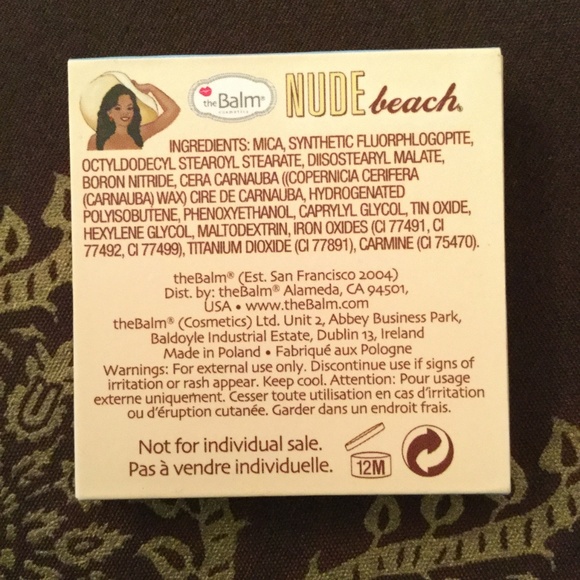 theBalm®
cosmetics
NUDE beach®
INGREDIENTS: MICA, SYNTHETIC FLUORPHLOGOPITE,
OCTYLDODECYL STEAROYL STEARATE, DIISOSTEARYL MALATE,
BORON NITRIDE, CERA CARNAUBA ((COPERNICIA CERIFERA
(CARNAUBA) WAX) CIRE DE CARNAUBA, HYDROGENATED
POLYISOBUTENE, PHENOXYETHANOL, CAPRYLYL GLYCOL, TIN OXIDE,
HEXYLENE GLYCOL, MALTODEXTRIN, IRON OXIDES (CI 77491, CI
77492, CI 77499), TITANIUM DIOXIDE (CI 77891), CARMINE (CI 75470).
theBalm® (Est. San Francisco 2004)
Dist. by: theBalm® Alameda, CA 94501,
USA • www.theBalm.com
theBalm® (Cosmetics) Ltd. Unit 2, Abbey Business Park,
Baldoyle Industrial Estate, Dublin 13, Ireland
Made in Poland • Fabriqué aux Pologne
Warnings: For external use only. Discontinue use if signs of
irritation or rash appear. Keep cool. Attention: Pour usage
externe uniquement. Cesser toute utilisation en cas d'irritation
ou d'éruption cutanée. Garder dans un endroit frais.
Not for individual sale.
Pas à vendre individuelle.
12M